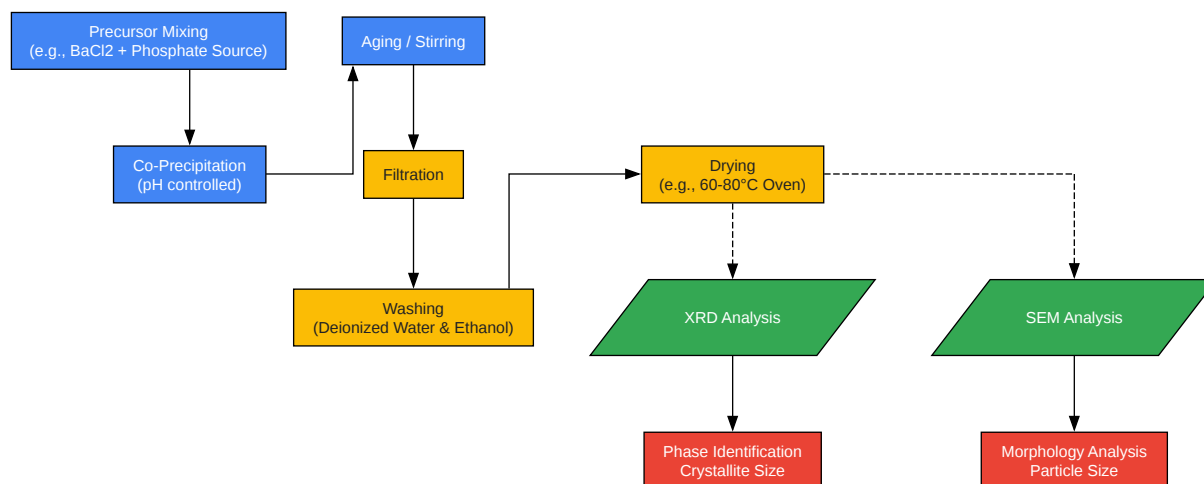 Precursor Mixing
(e.g., BaCl2 + Phosphate Source)
Co-Precipitation
(pH controlled)
Aging / Stirring
Filtration
Washing
(Deionized Water & Ethanol)
Drying
(e.g., 60-80°C Oven)
XRD Analysis
Phase Identification
Crystallite Size
SEM Analysis
Morphology Analysis
Particle Size